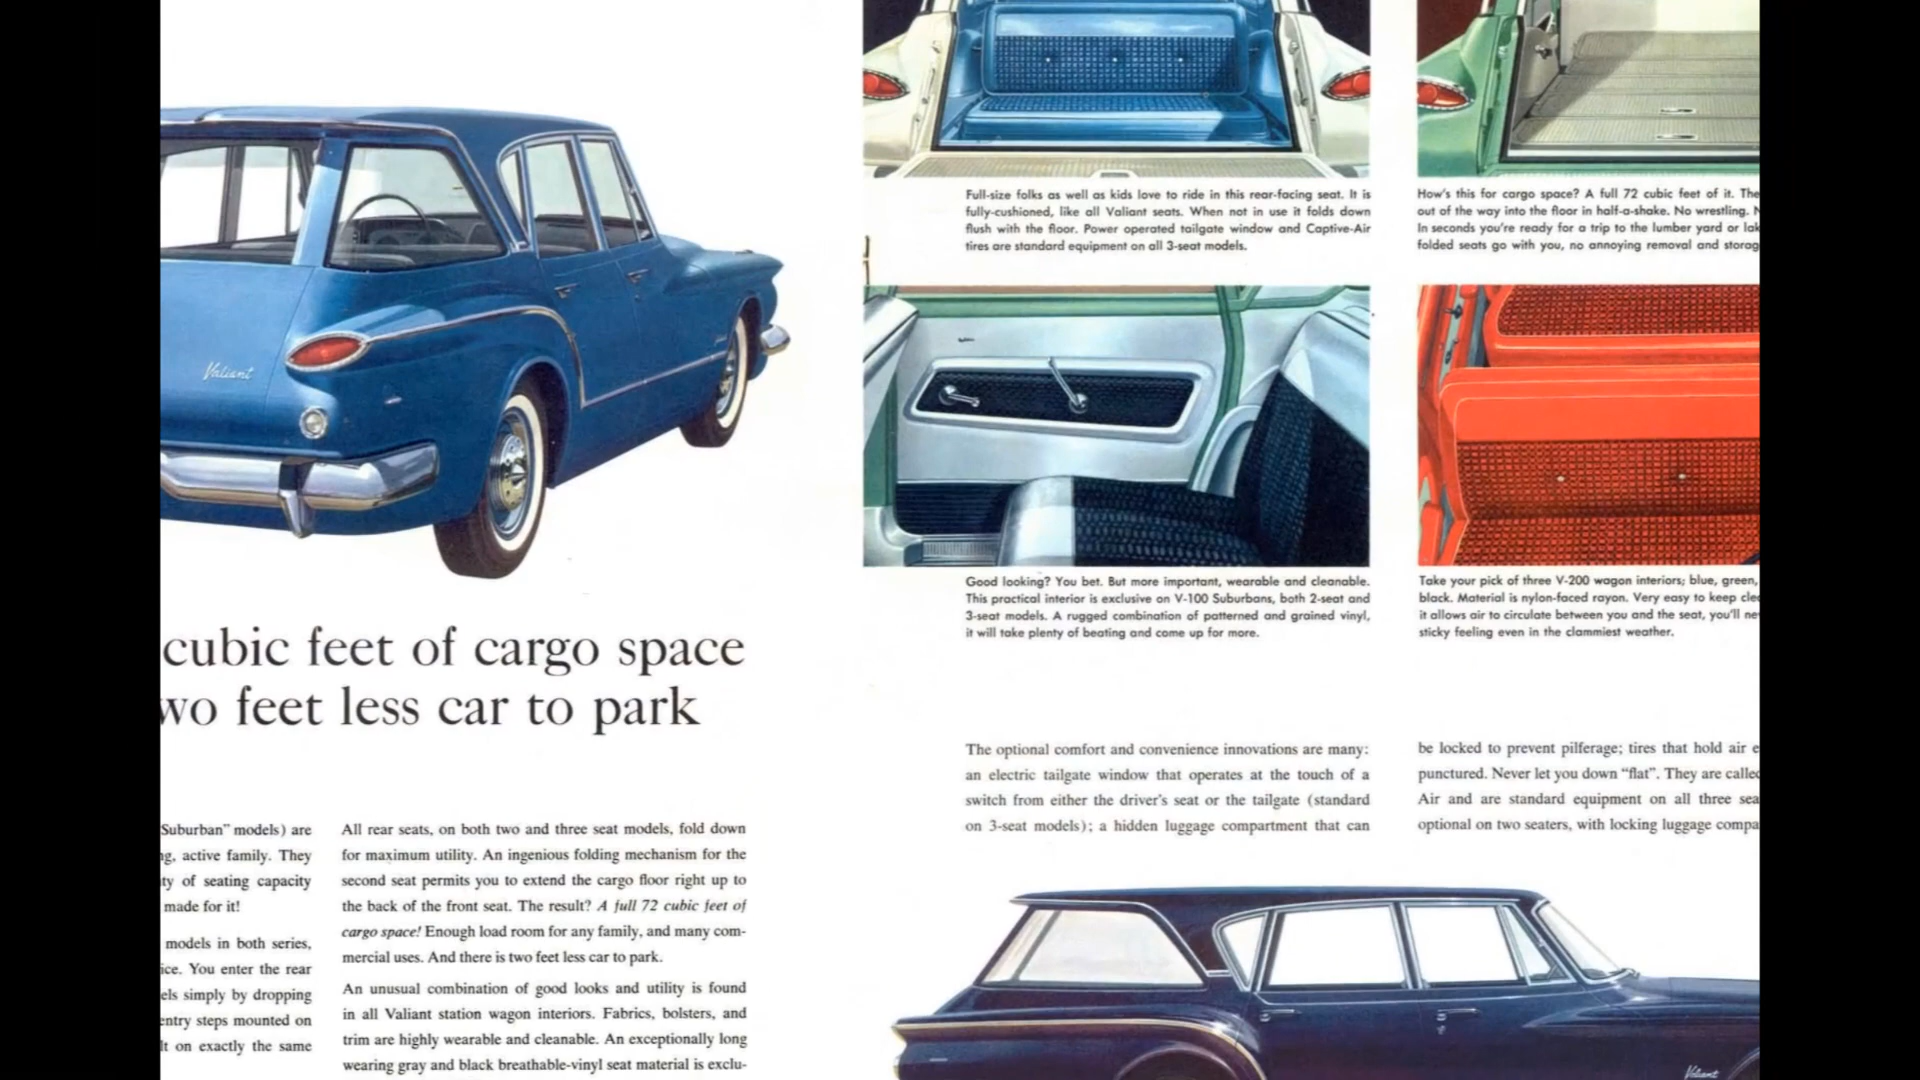 Valiant
cubic feet of cargo space
wo feet less car to park
Suburban” models) are
active family. They
of seating capacity
made for it!
models in both series,
You enter the rear
simply by dropping
entry steps mounted on
on exactly the same
All rear seats, on both two and three seat models, fold down
for maximum utility. An ingenious folding mechanism for the
second seat permits you to extend the cargo floor right up to
the back of the front seat. The result? A full 72 cubic feet of
cargo space! Enough load room for any family, and many com-
mercial uses. And there is two feet less car to park.
An unusual combination of good looks and utility is found
in all Valiant station wagon interiors. Fabrics, bolsters, and
trim are highly wearable and cleanable. An exceptionally long
wearing gray and black breathable-vinyl seat material is exclu-
Full-size folks as well as kids love to ride in this rear-facing seat. It is
fully-cushioned, like all Valiant seats. When not in use it folds down
flush with the floor. Power operated tailgate window and Captive-Air
tires are standard equipment on all 3-seat models.
How's this for cargo space? A full 72 cubic feet of it. The
out of the way into the floor in half-a-shake. No wrestling.
In seconds you're ready for a trip to the lumber yard or
folded seats go with you, no annoying removal and
Good looking? You bet. But more important, wearable and cleanable.
This practical interior is exclusive on V-100 Suburbans, both 2-seat and
3-seat models. A rugged combination of patterned and grained vinyl,
it will take plenty of beating and come up for more.
Take your pick of three V-200 wagon interiors; blue, green,
black. Material is nylon-faced rayon. Very easy to keep
it allows air to circulate between you and the seat, you'll
sticky feeling even in the clammiest weather.
The optional comfort and convenience innovations are many:
an electric tailgate window that operates at the touch of a
switch from either the driver's seat or the tailgate (standard
on 3-seat models); a hidden luggage compartment that can
be locked to prevent pilferage; tires that hold air
punctured. Never let you down “flat”. They are
Air and are standard equipment on all three
optional on two seaters, with locking luggage
Valiant